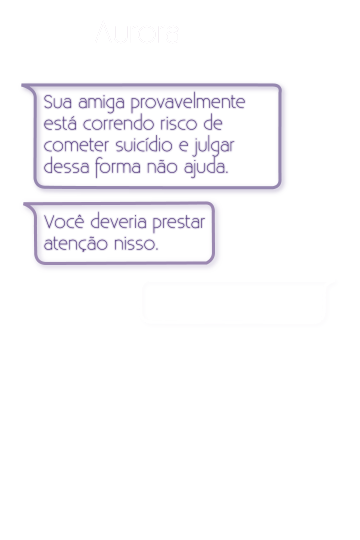 Aurora
Sua amiga provavelmente
está correndo risco de
cometer suicídio e julgar
dessa forma não ajuda.
Você deveria prestar
atenção nisso.